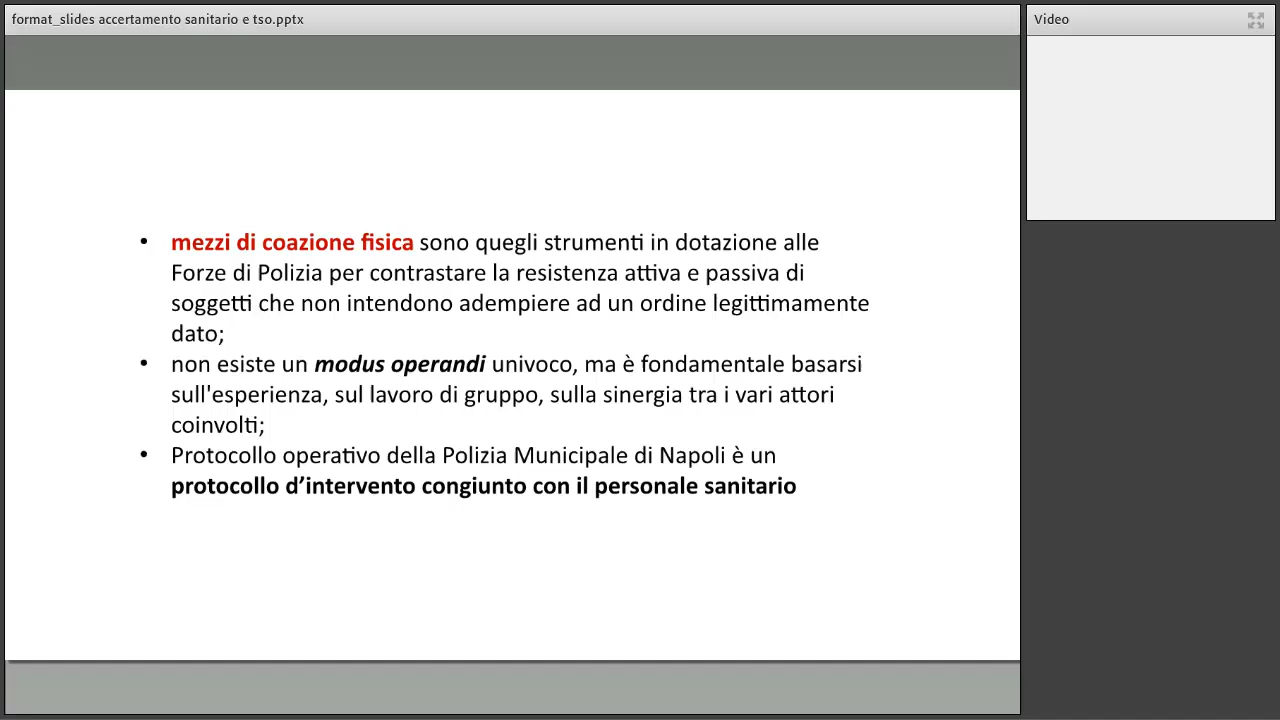 format_slides accertamento sanitario e tso.pptx
Video
• mezzi di coazione fisica sono quegli strumenti in dotazione alle
Forze di Polizia per contrastare la resistenza attiva e passiva di
soggetti che non intendono adempiere ad un ordine legittimamente
dato;
• non esiste un modus operandi univoco, ma è fondamentale basarsi
sull'esperienza, sul lavoro di gruppo, sulla sinergia tra i vari attori
coinvolti;
• Protocollo operativo della Polizia Municipale di Napoli è un
protocollo d’intervento congiunto con il personale sanitario